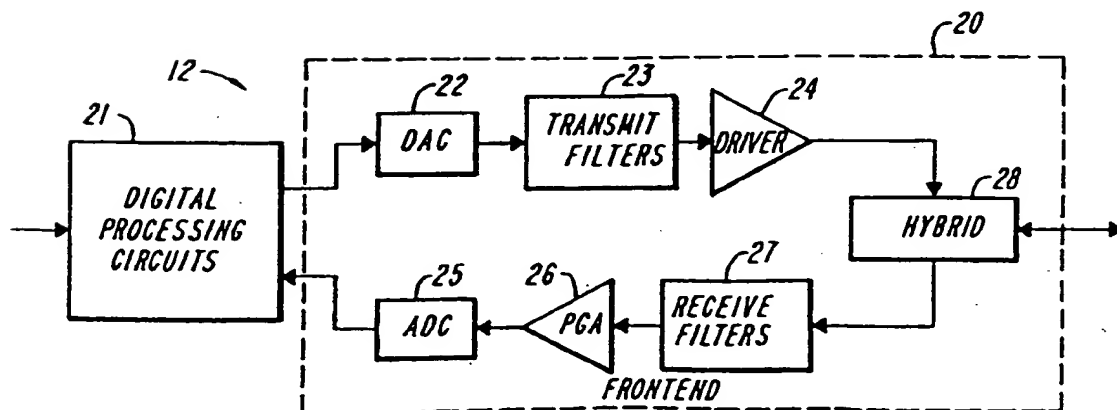 20
12
21
22
23
24
DAC
TRANSMIT
FILTERS
DRIVER
DIGITAL
PROCESSING
CIRCUITS
28
HYBRID
25
26
27
ADC
PGA
RECEIVE
FILTERS
FRONTEND